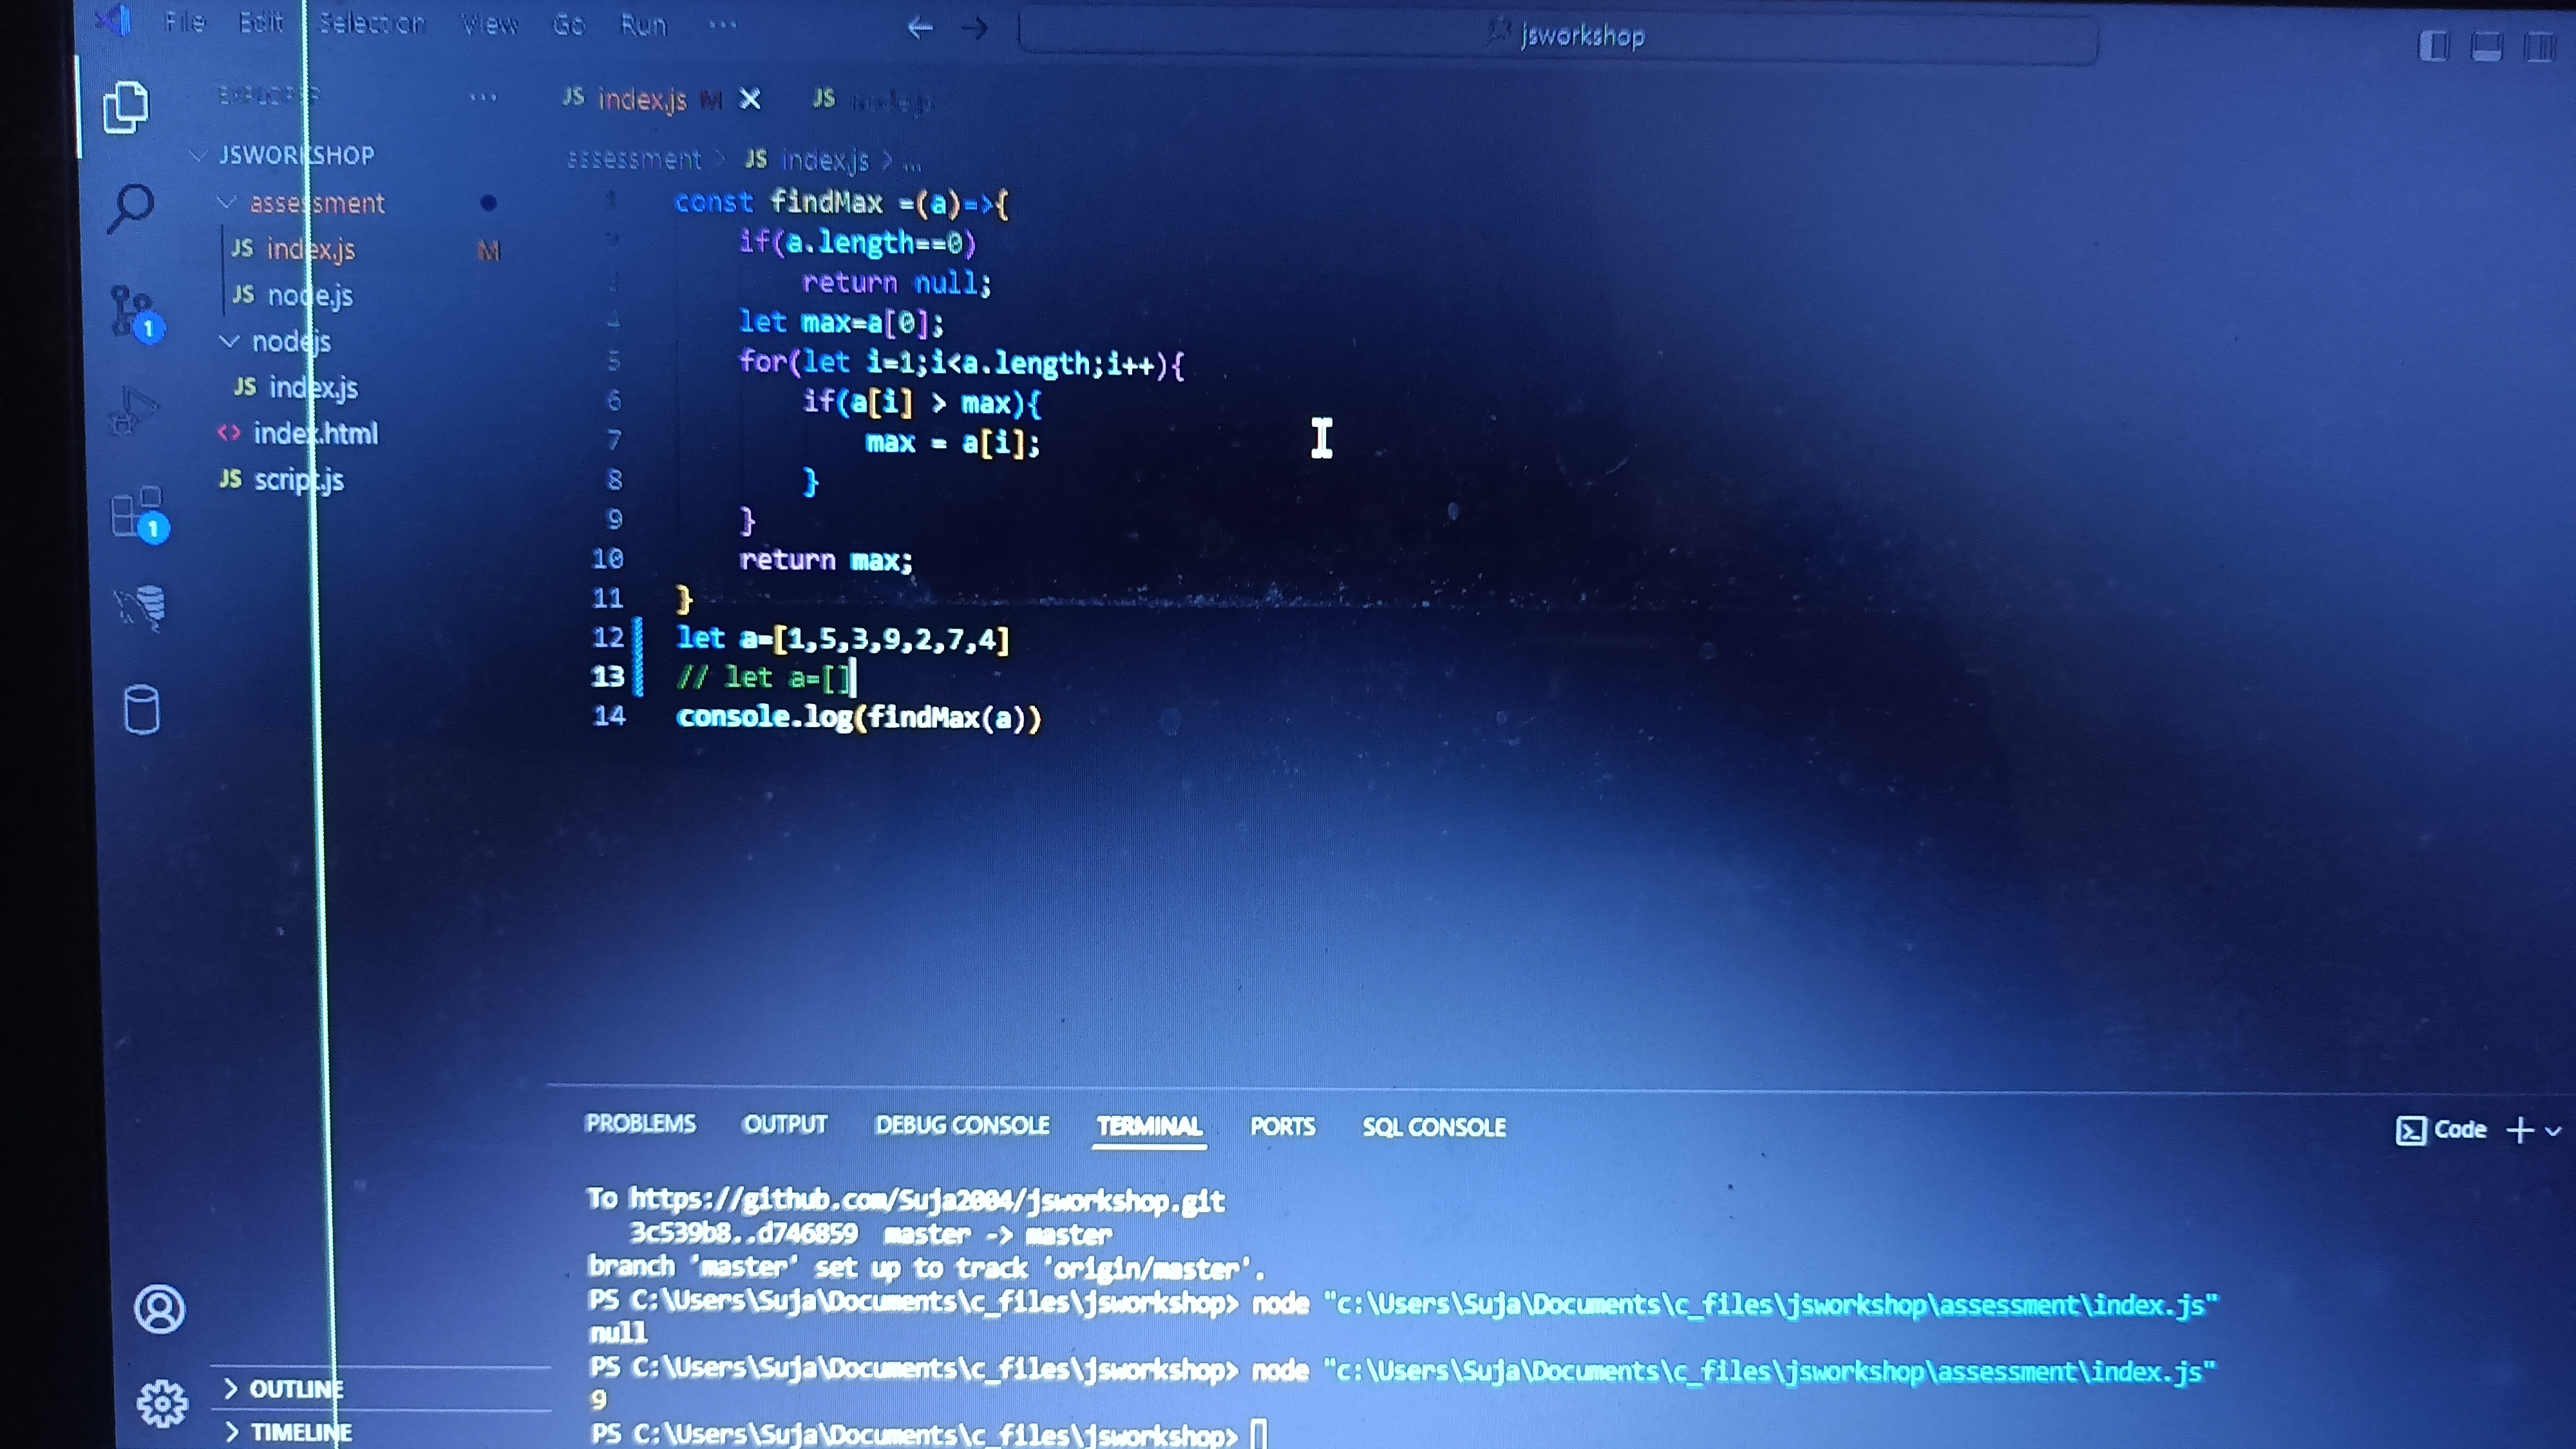 File Edit Selection View Go Run ...
jsworkshop
EXPLORER ...
JSWORKSHOP
assessment
JS index.js M
JS node.js
nodejs
JS index.js
<> index.html
JS script.js
OUTLINE
TIMELINE
1
1
JS index.js M X JS node.js
assessment > JS index.js > ...
1 const findMax =(a)=>{
if(a.length==0)
return null;
4 let max=a[0];
5 for(let i=1;i<a.length;i++){
6 if(a[i] > max){
7 max = a[i];
8 }
9 }
10 return max;
11 }
12 let a=[1,5,3,9,2,7,4]
13 // let a=[]
14 console.log(findMax(a))
PROBLEMS OUTPUT DEBUG CONSOLE TERMINAL PORTS SQL CONSOLE
Code
To https://github.com/Suja2004/jsworkshop.git
3c539b8..d746859 master -> master
branch 'master' set up to track 'origin/master'.
PS C:\Users\Suja\Documents\c_files\jsworkshop> node "c:\Users\Suja\Documents\c_files\jsworkshop\assessment\index.js"
null
PS C:\Users\Suja\Documents\c_files\jsworkshop> node "c:\Users\Suja\Documents\c_files\jsworkshop\assessment\index.js"
9
PS C:\Users\Suja\Documents\c_files\jsworkshop>